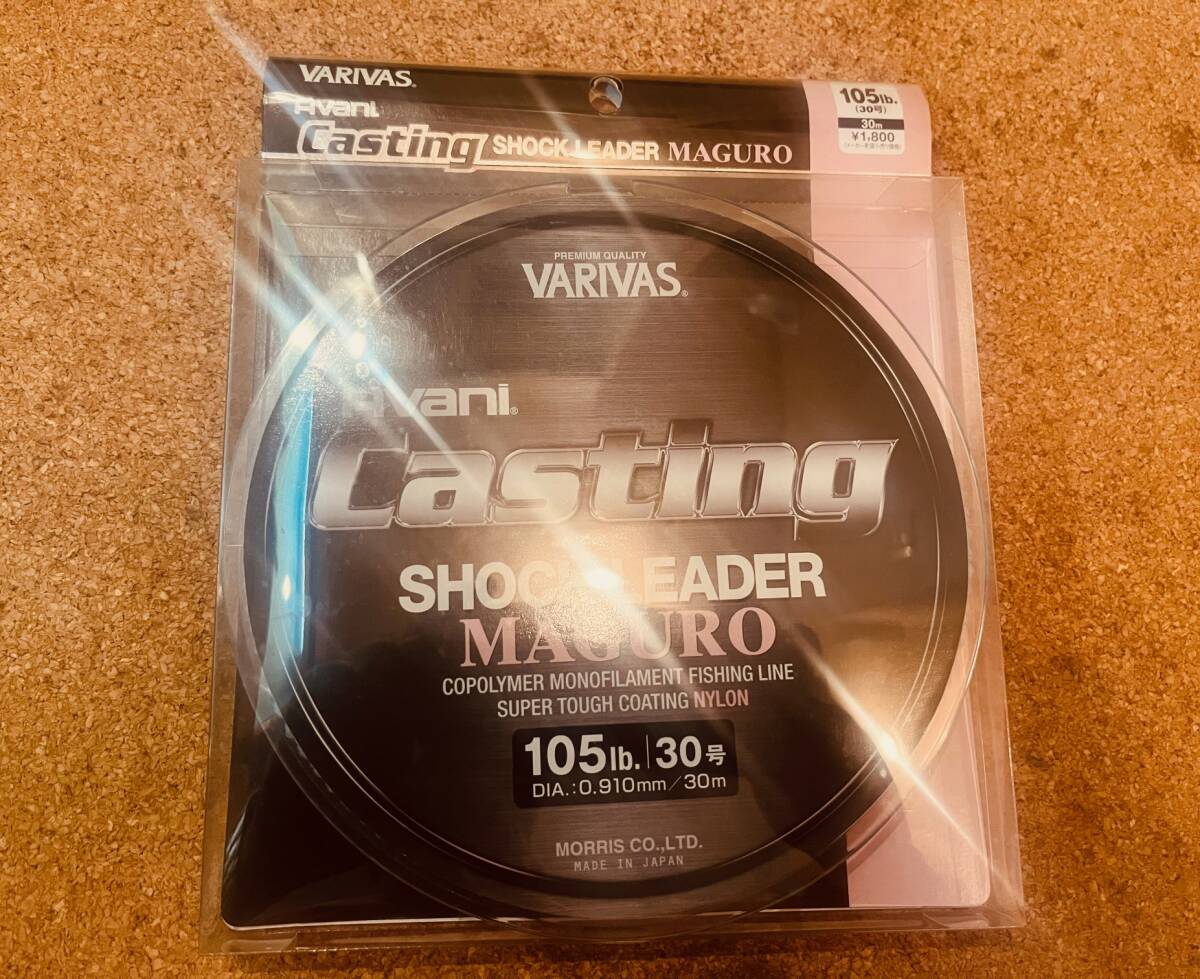 VARIVAS®
Avani
Casting SHOCK LEADER MAGURO
105lb.
(30号)
30m
¥1,800
PREMIUM QUALITY
VARIVAS®
Avani®
Casting
SHOCK LEADER
MAGURO
COPOLYMER MONOFILAMENT FISHING LINE
SUPER TOUGH COATING NYLON
105lb. 30号
DIA.:0.910mm/30m
MORRIS CO.,LTD.
MADE IN JAPAN